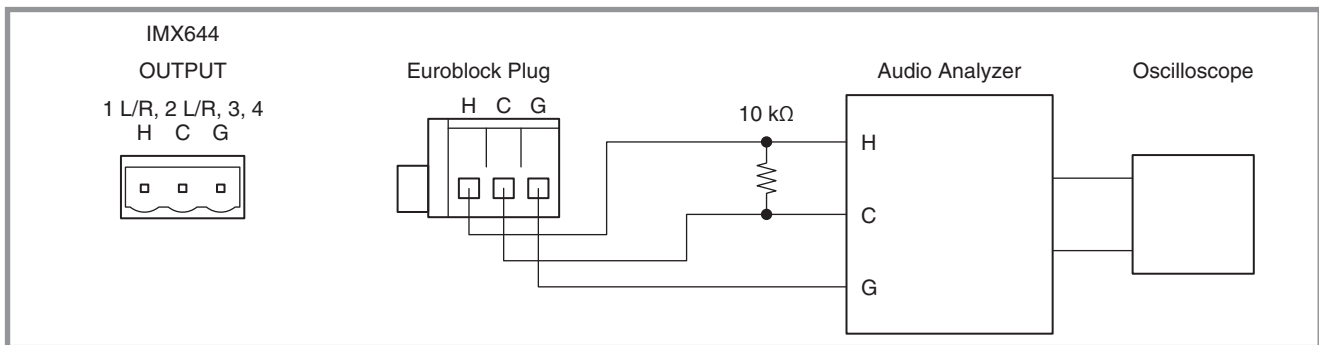 IMX644
OUTPUT
1 L/R, 2 L/R, 3, 4
H C G
Euroblock Plug
H C G
10 kΩ
Audio Analyzer
H
C
G
Oscilloscope